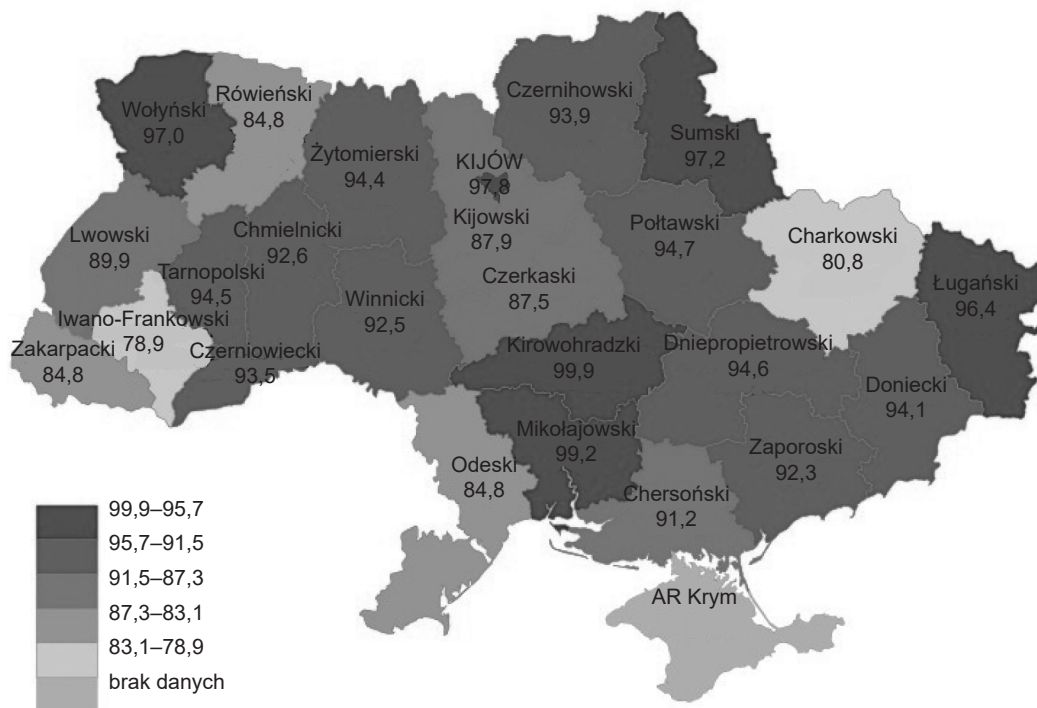 Wołyński
97,0
Rówieński
84,8
Żytomierski
94,4
KIJÓW
97,8
Kijowski
87,9
Czernihowski
93,9
Sumski
97,2
Lwowski
89,9
Tarnopolski
94,5
Chmielnicki
92,6
Winnicki
92,5
Czerkaski
87,5
Połtawski
94,7
Charkowski
80,8
Ługański
96,4
Iwano-Frankowski
78,9
Zakarpacki
84,8
Czerniowiecki
93,5
Kirowohradzki
99,9
Dniepropietrowski
94,6
Doniecki
94,1
Odeski
84,8
Mikołajowski
99,2
Chersoński
91,2
Zaporoski
92,3
AR Krym
99,9–95,7
95,7–91,5
91,5–87,3
87,3–83,1
83,1–78,9
brak danych